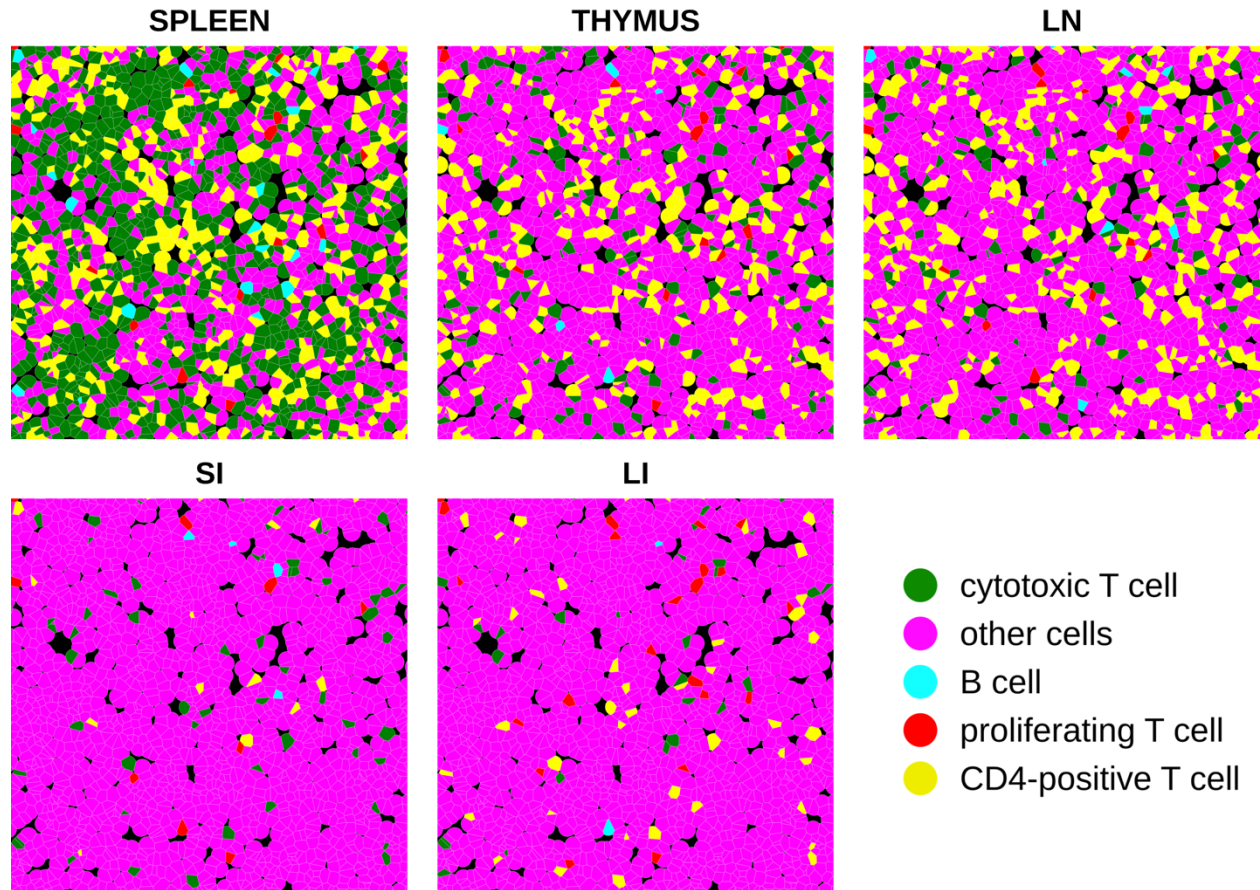 SPLEEN
THYMUS
LN
SI
LI
cytotoxic T cell
other cells
B cell
proliferating T cell
CD4-positive T cell